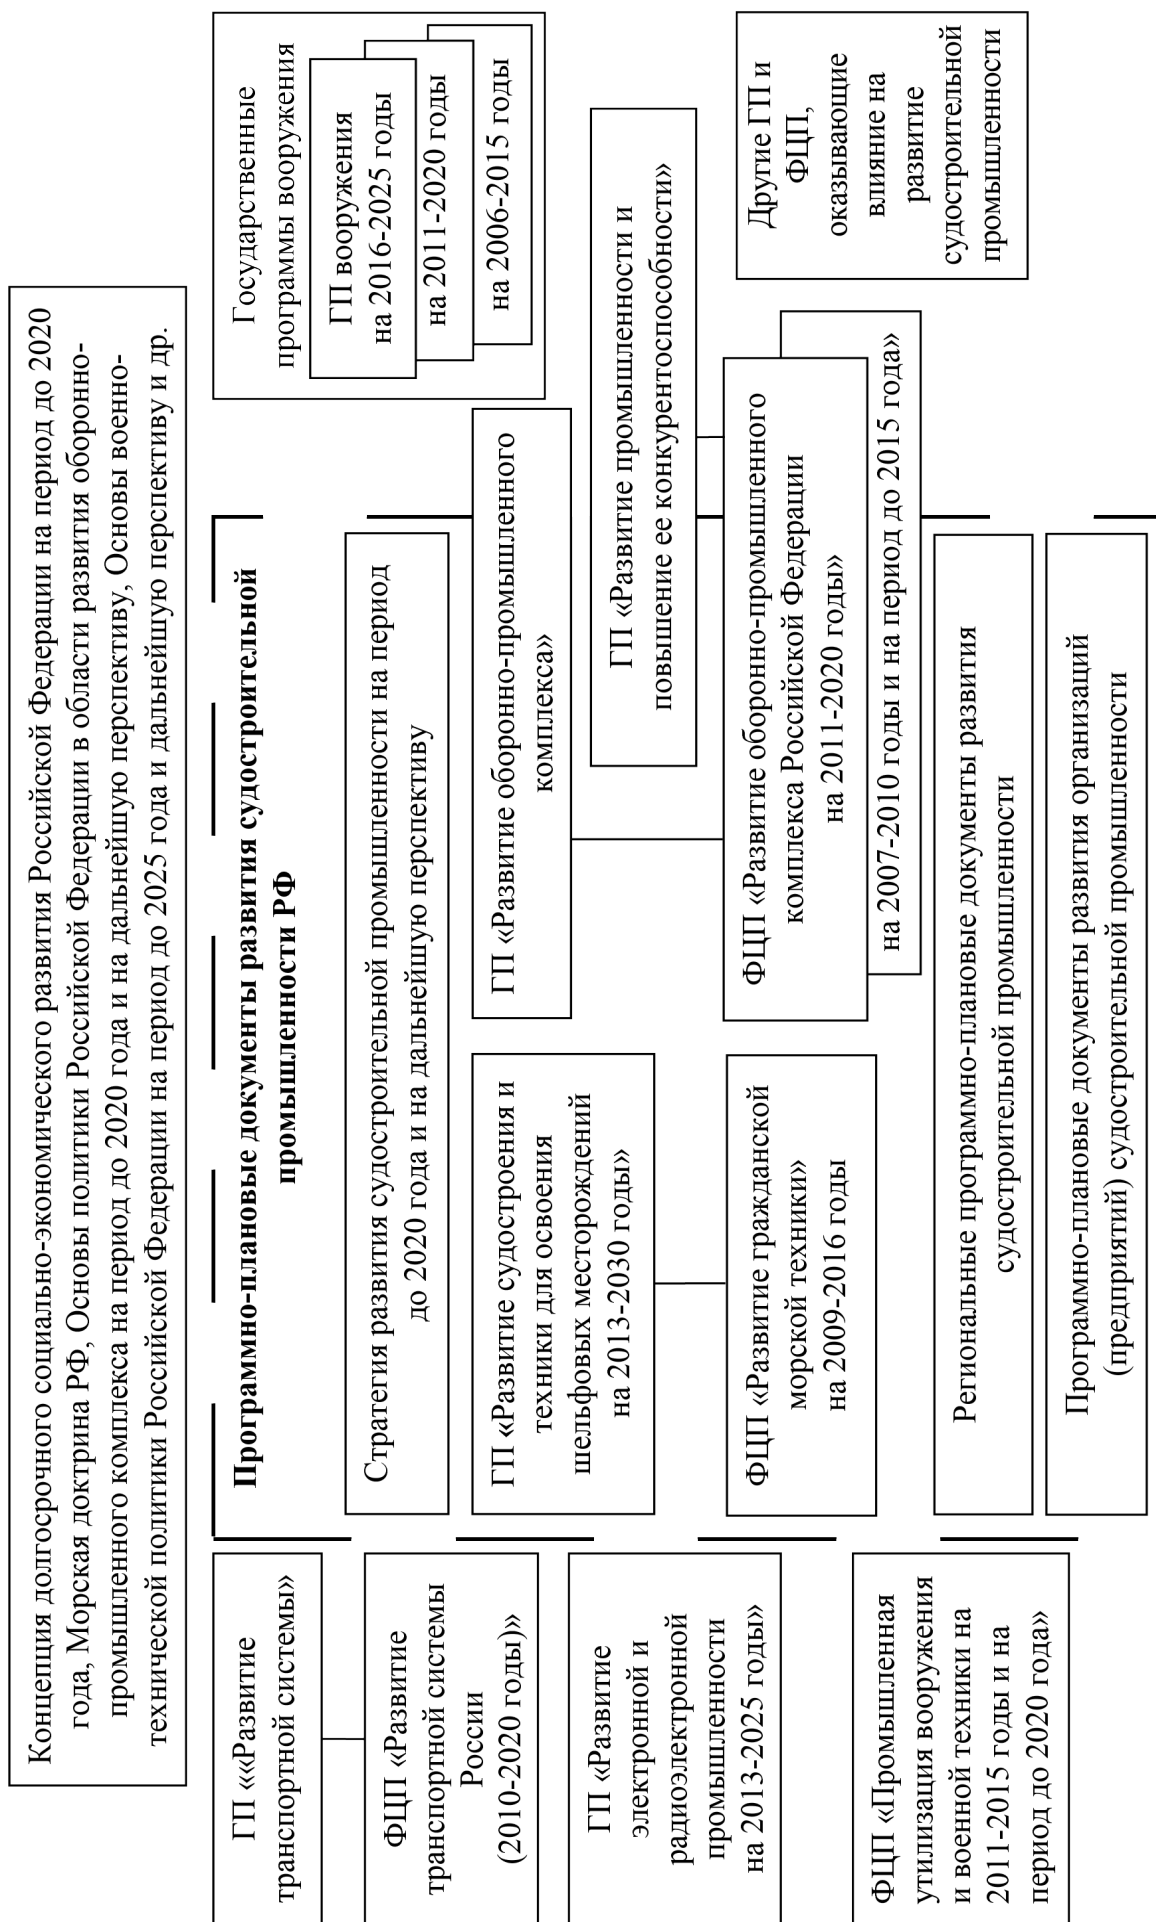 Концепция долгосрочного социально-экономического развития Российской Федерации на период до 2020
года, Морская доктрина РФ, Основы политики Российской Федерации в области развития оборонно-
промышленного комплекса на период до 2020 года и на дальнейшую перспективу, Основы военно-
технической политики Российской Федерации на период до 2025 года и дальнейшую перспективу и др.
ГП ««Развитие
транспортной системы»
ФЦП «Развитие
транспортной системы
России
(2010-2020 годы)»
ГП «Развитие
электронной и
радиоэлектронной
промышленности
на 2013-2025 годы»
ФЦП «Промышленная
утилизация вооружения
и военной техники на
2011-2015 годы и на
период до 2020 года»
Программно-плановые документы развития судостроительной
промышленности РФ
Стратегия развития судостроительной промышленности на период
до 2020 года и на дальнейшую перспективу
ГП «Развитие судостроения и
техники для освоения
шельфовых месторождений
на 2013-2030 годы»
ФЦП «Развитие гражданской
морской техники»
на 2009-2016 годы
ГП «Развитие оборонно-промышленного
комплекса»
ГП «Развитие промышленности и
повышение ее конкурентоспособности»
ФЦП «Развитие оборонно-промышленного
комплекса Российской Федерации
на 2011-2020 годы»
на 2007-2010 годы и на период до 2015 года»
Региональные программно-плановые документы развития
судостроительной промышленности
Программно-плановые документы развития организаций
(предприятий) судостроительной промышленности
Государственные
программы вооружения
ГП вооружения
на 2016-2025 годы
на 2011-2020 годы
на 2006-2015 годы
Другие ГП и
ФЦП,
оказывающие
влияние на
развитие
судостроительной
промышленности